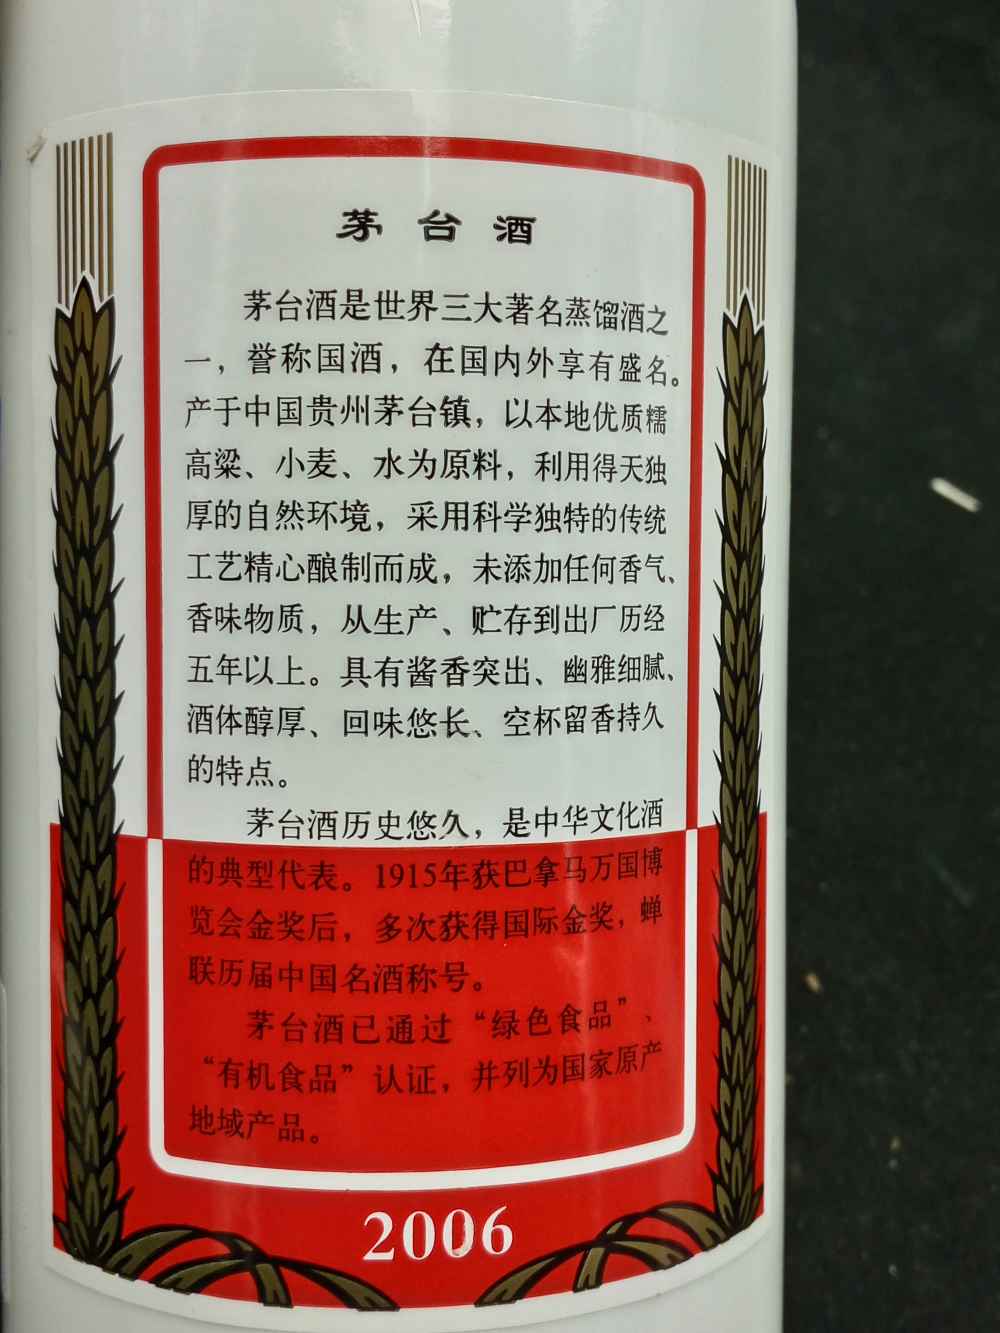 茅台酒
茅台酒是世界三大著名蒸馏酒之
一，誉称国酒，在国内外享有盛名。
产于中国贵州茅台镇，以本地优质糯
高粱、小麦、水为原料，利用得天独
厚的自然环境，采用科学独特的传统
工艺精心酿制而成，未添加任何香气、
香味物质，从生产、贮存到出厂历经
五年以上。具有酱香突出、幽雅细腻、
酒体醇厚、回味悠长、空杯留香持久
的特点。
茅台酒历史悠久，是中华文化酒
的典型代表。1915年获巴拿马万国博
览会金奖后，多次获得国际金奖，蝉
联历届中国名酒称号。
茅台酒已通过“绿色食品”、
“有机食品”认证，并列为国家原产
地域产品。
2006